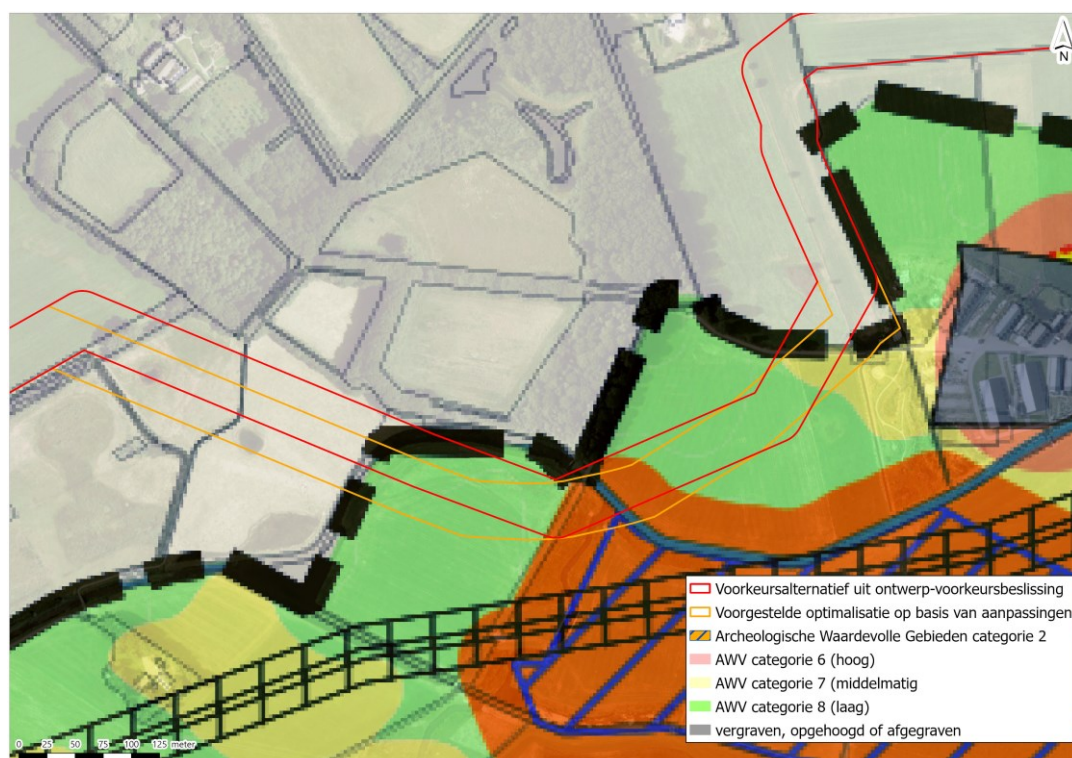 N
Voorkeursalternatief uit ontwerp-voorkeursbeslissing
Voorgestelde optimalisatie op basis van aanpassingen
Archeologische Waardevolle Gebieden categorie 2
AWV categorie 6 (hoog)
AWV categorie 7 (middelmatig
AWV categorie 8 (laag)
vergraven, opgehoogd of afgegraven
0 25 50 75 100 125 meter